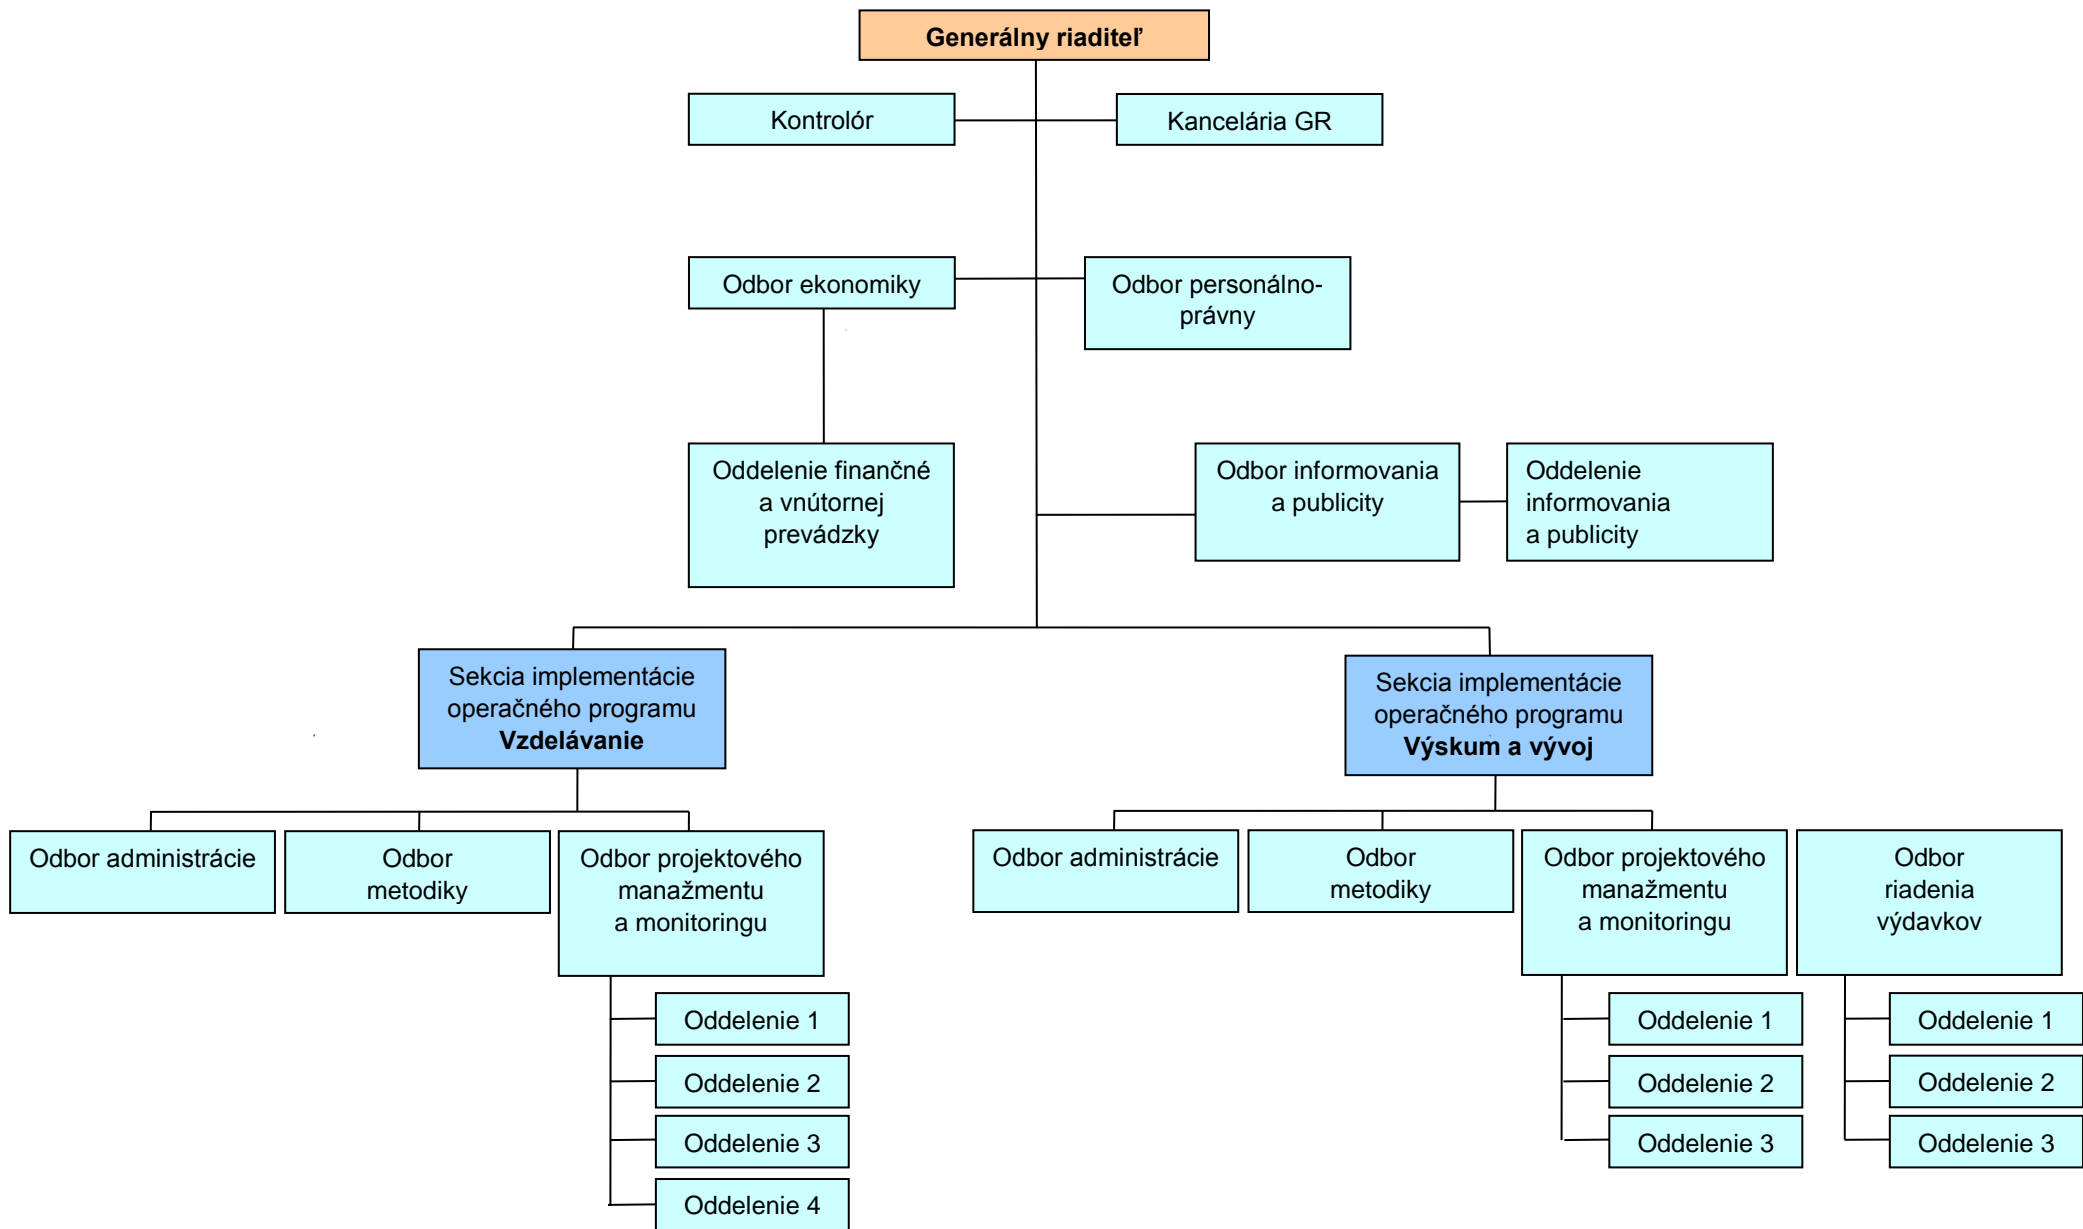 Generálny riaditeľ
Kontrolór
Kancelária GR
Odbor ekonomiky
Odbor personálno-
právny
Oddelenie finančné
a vnútornej
prevádzky
Odbor informovania
a publicity
Oddelenie
informovania
a publicity
Sekcia implementácie
operačného programu
Vzdelávanie
Sekcia implementácie
operačného programu
Výskum a vývoj
Odbor administrácie
Odbor
metodiky
Odbor projektového
manažmentu
a monitoringu
Odbor administrácie
Odbor
metodiky
Odbor projektového
manažmentu
a monitoringu
Odbor
riadenia
výdavkov
Oddelenie 1
Oddelenie 2
Oddelenie 3
Oddelenie 4
Oddelenie 1
Oddelenie 2
Oddelenie 3
Oddelenie 1
Oddelenie 2
Oddelenie 3